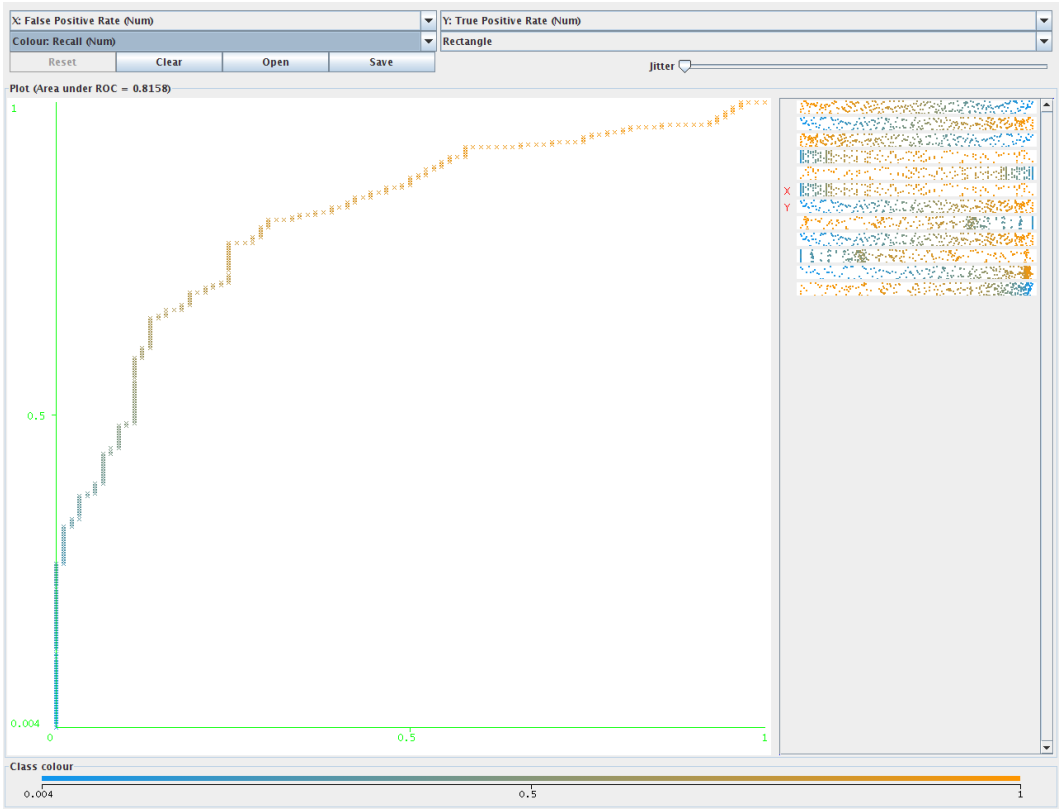 X: False Positive Rate (Num)
Y: True Positive Rate (Num)
Colour: Recall (Num)
Rectangle
Reset
Clear
Open
Save
Jitter
Plot (Area under ROC = 0.8158)
1
0.5
0.004
0
0.5
1
X
Y
Class colour
0.004
0.5
1